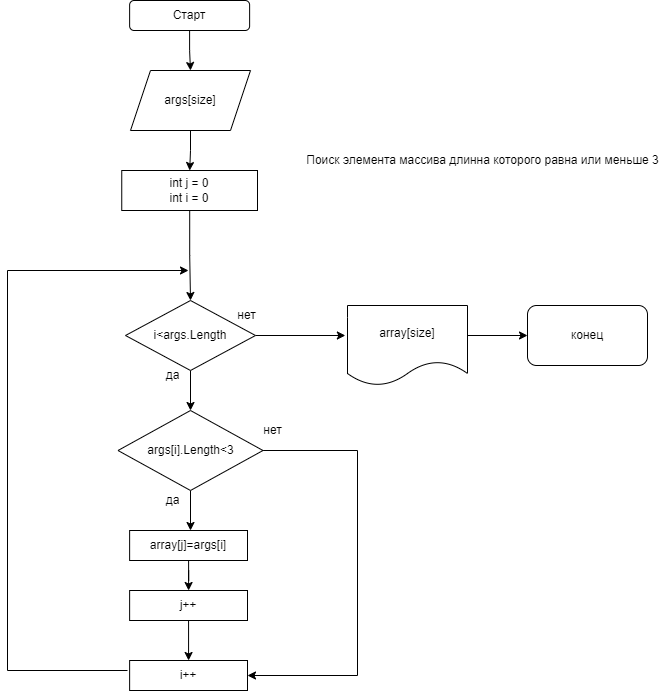 Старт
args[size]
Поиск элемента массива длинна которого равна или меньше 3
int j = 0
int i = 0
нет
i<args.Length
array[size]
конец
да
нет
args[i].Length<3
да
array[j]=args[i]
j++
i++